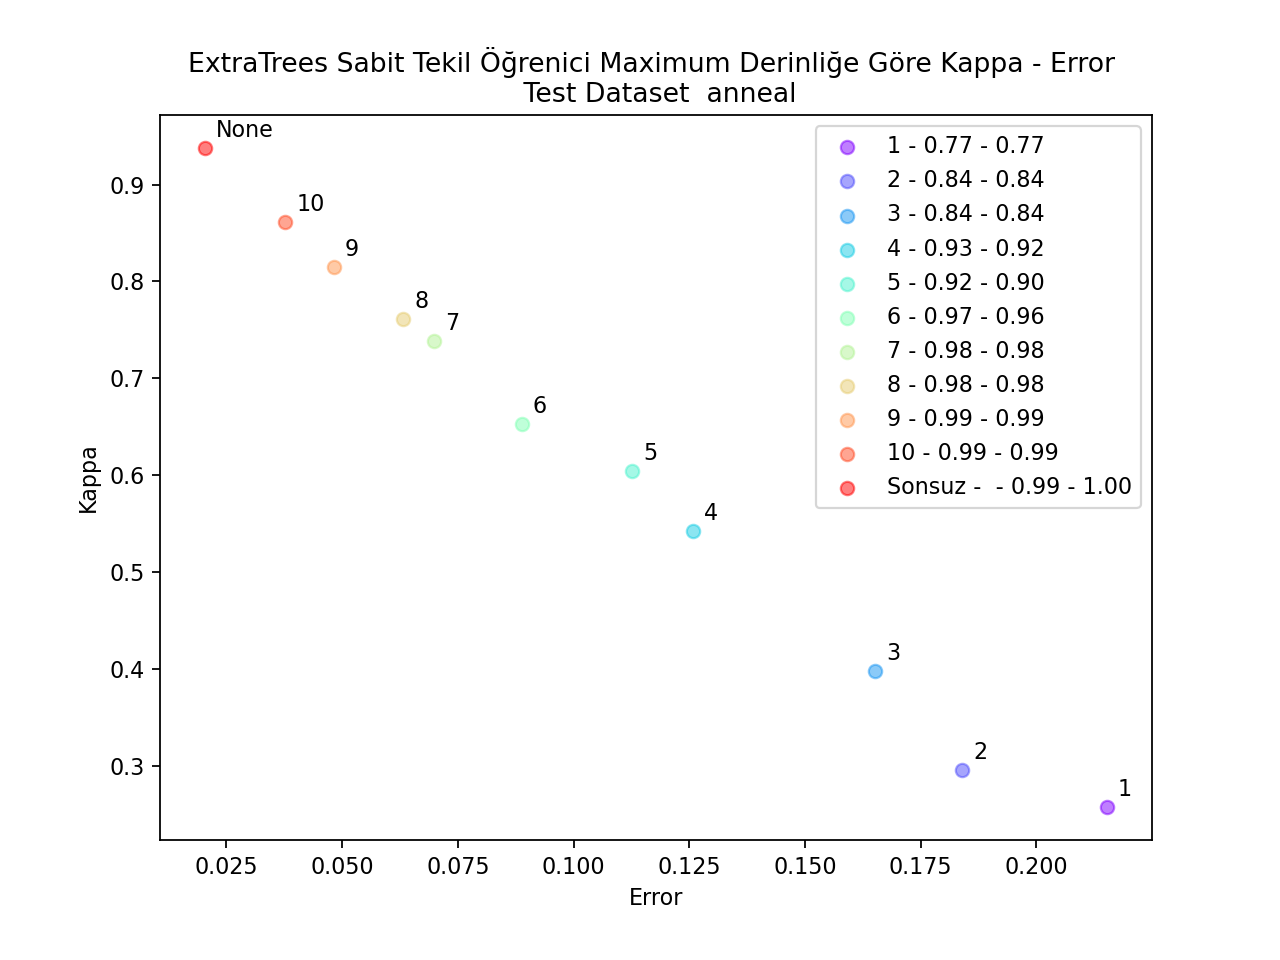 ExtraTrees Sabit Tekil Öğrenici Maximum Derinliğe Göre Kappa - Error
Test Dataset  anneal
None
10
9
8
7
6
5
4
3
2
1
1 - 0.77 - 0.77
2 - 0.84 - 0.84
3 - 0.84 - 0.84
4 - 0.93 - 0.92
5 - 0.92 - 0.90
6 - 0.97 - 0.96
7 - 0.98 - 0.98
8 - 0.98 - 0.98
9 - 0.99 - 0.99
10 - 0.99 - 0.99
Sonsuz -  - 0.99 - 1.00
Kappa
0.9
0.8
0.7
0.6
0.5
0.4
0.3
0.025 0.050 0.075 0.100 0.125 0.150 0.175 0.200
Error